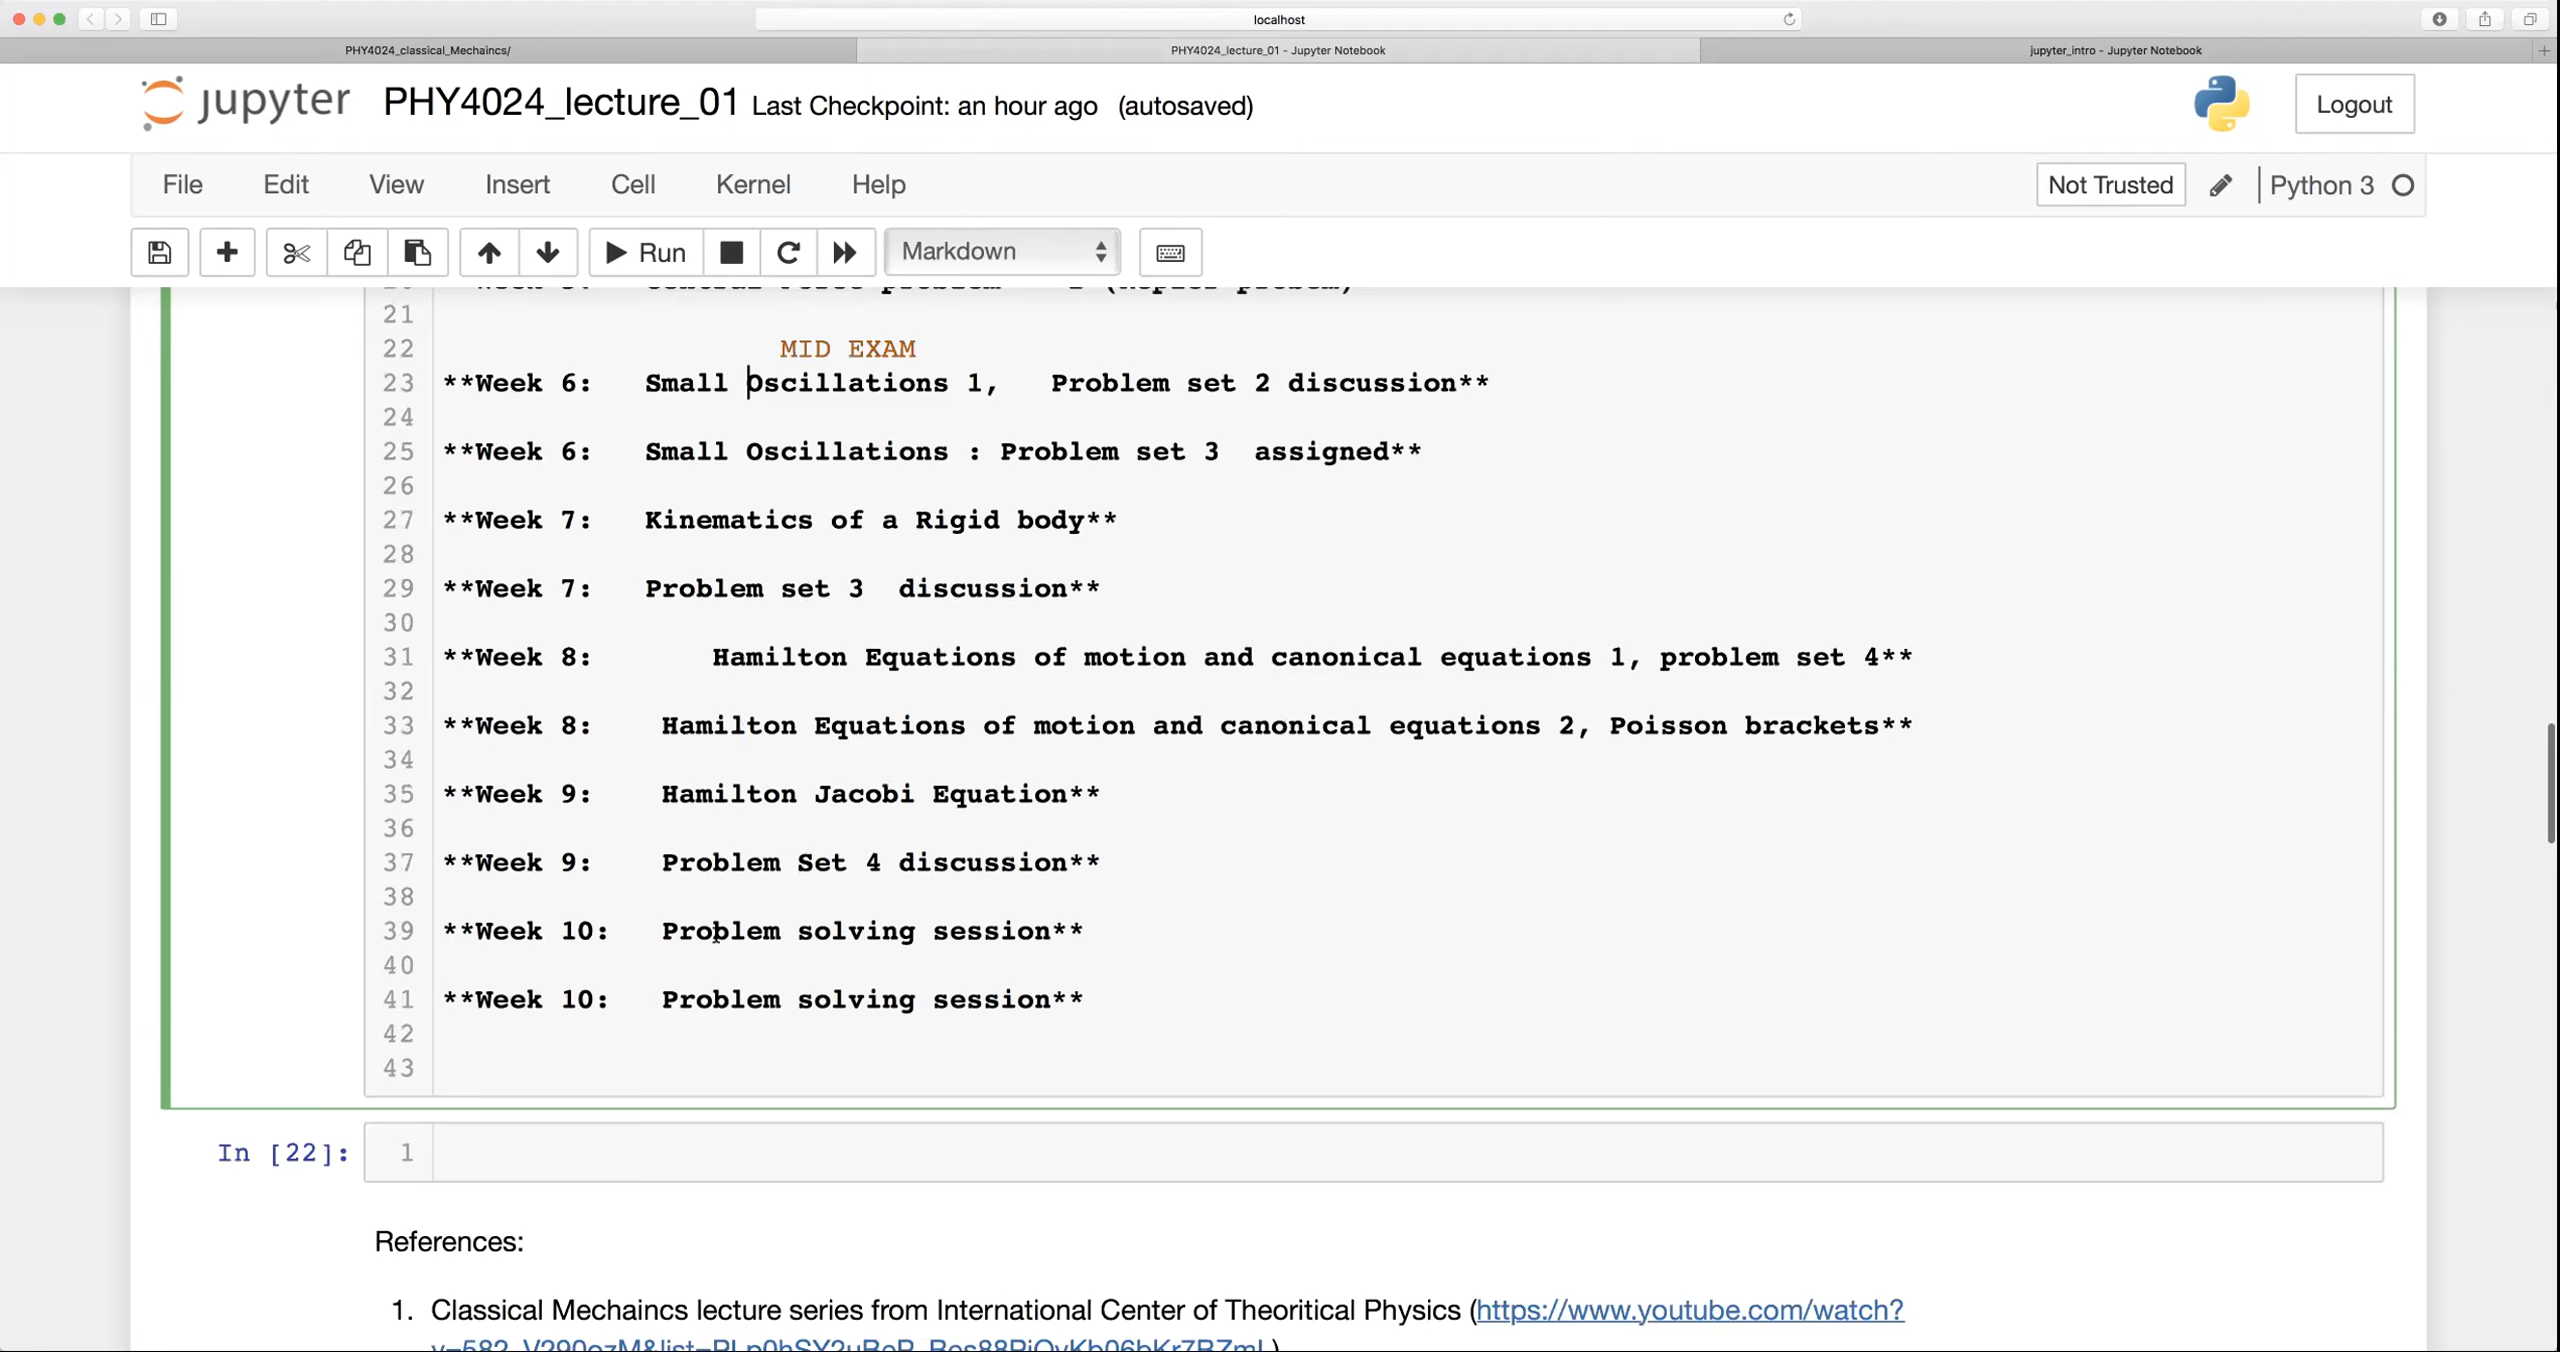 localhost
PHY4024_classical_Mechaincs/
PHY4024_lecture_01 - Jupyter Notebook
jupyter_intro - Jupyter Notebook
jupyter PHY4024_lecture_01 Last Checkpoint: an hour ago (autosaved)
Logout
File Edit View Insert Cell Kernel Help
Not Trusted
Python 3
Run
Markdown
21
22 MID EXAM
23 **Week 6: Small Oscillations 1, Problem set 2 discussion**
24
25 **Week 6: Small Oscillations : Problem set 3 assigned**
26
27 **Week 7: Kinematics of a Rigid body**
28
29 **Week 7: Problem set 3 discussion**
30
31 **Week 8: Hamilton Equations of motion and canonical equations 1, problem set 4**
32
33 **Week 8: Hamilton Equations of motion and canonical equations 2, Poisson brackets**
34
35 **Week 9: Hamilton Jacobi Equation**
36
37 **Week 9: Problem Set 4 discussion**
38
39 **Week 10: Problem solving session**
40
41 **Week 10: Problem solving session**
42
43
In [22]: 1
References:
1. Classical Mechaincs lecture series from International Center of Theoritical Physics (https://www.youtube.com/watch?